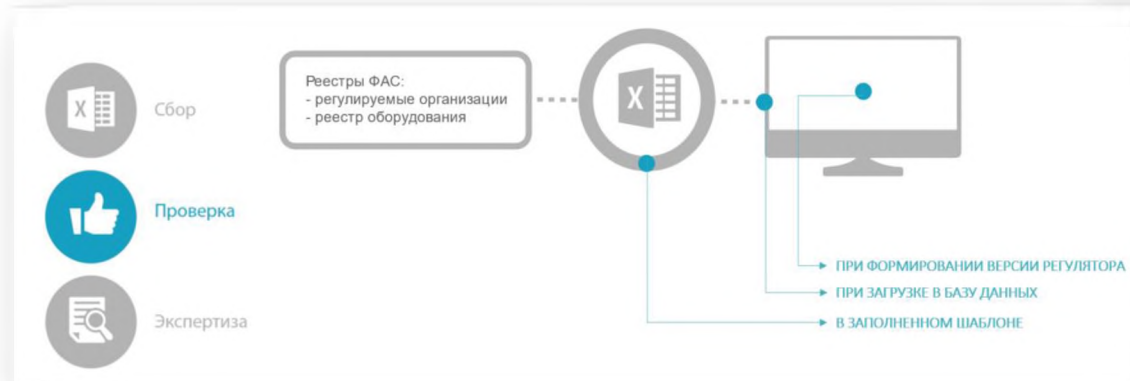 Сбор
Проверка
Экспертиза
Реестры ФАС:
- регулируемые организации
- реестр оборудования
X
X
ПРИ ФОРМИРОВАНИИ ВЕРСИИ РЕГУЛЯТОРА
ПРИ ЗАГРУЗКЕ В БАЗУ ДАННЫХ
В ЗАПОЛНЕННОМ ШАБЛОНЕ